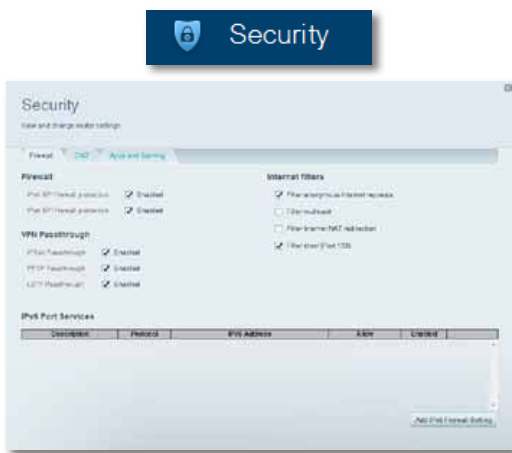 Security
Security
View and change router settings
Firewall DMZ Apps and Gaming
Firewall
IPv6 SPI firewall protection Enabled
IPv4 SPI firewall protection Enabled
Internet filters
Filter anonymous Internet requests
Filter multicast
Filter Internet NAT redirection
Filter ident (Port 113)
VPN Passthrough
IPSec Passthrough Enabled
PPTP Passthrough Enabled
L2TP Passthrough Enabled
IPv6 Port Services
Description Protocol IPv6 Address Allow Enabled
Add IPv6 Firewall Setting